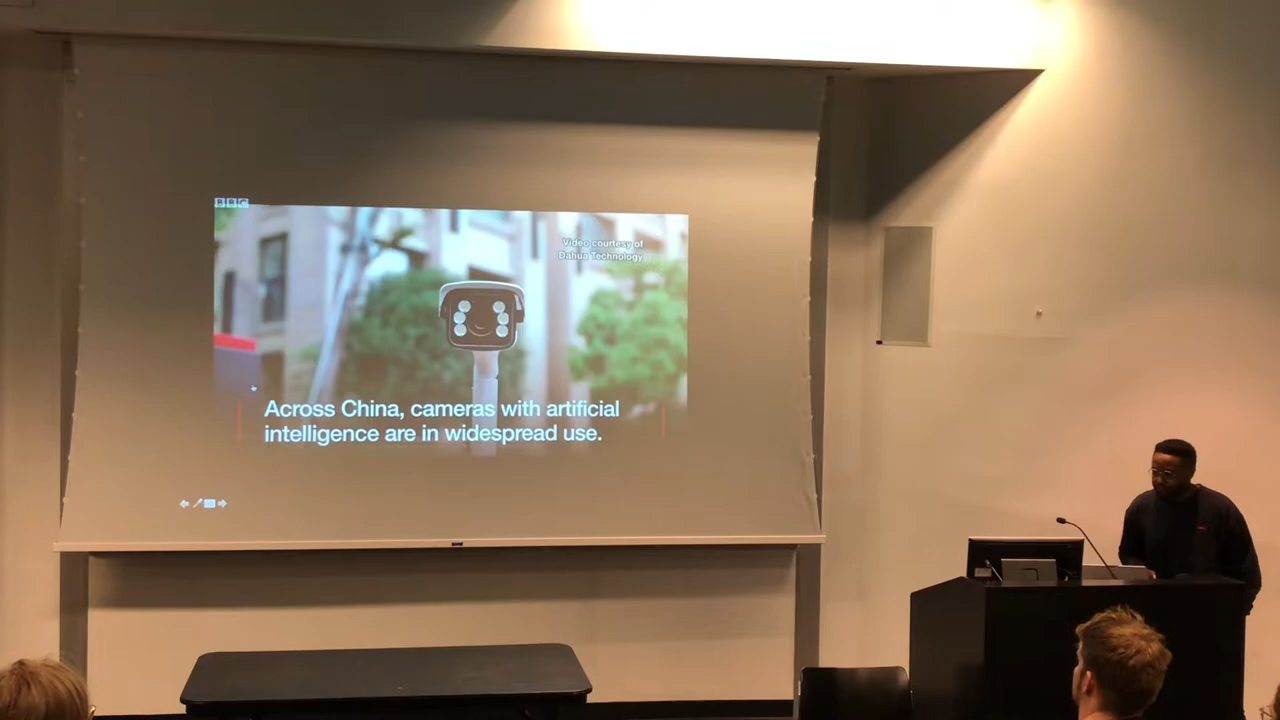 BBC
Video courtesy of
Dahua Technology
Across China, cameras with artificial
intelligence are in widespread use.